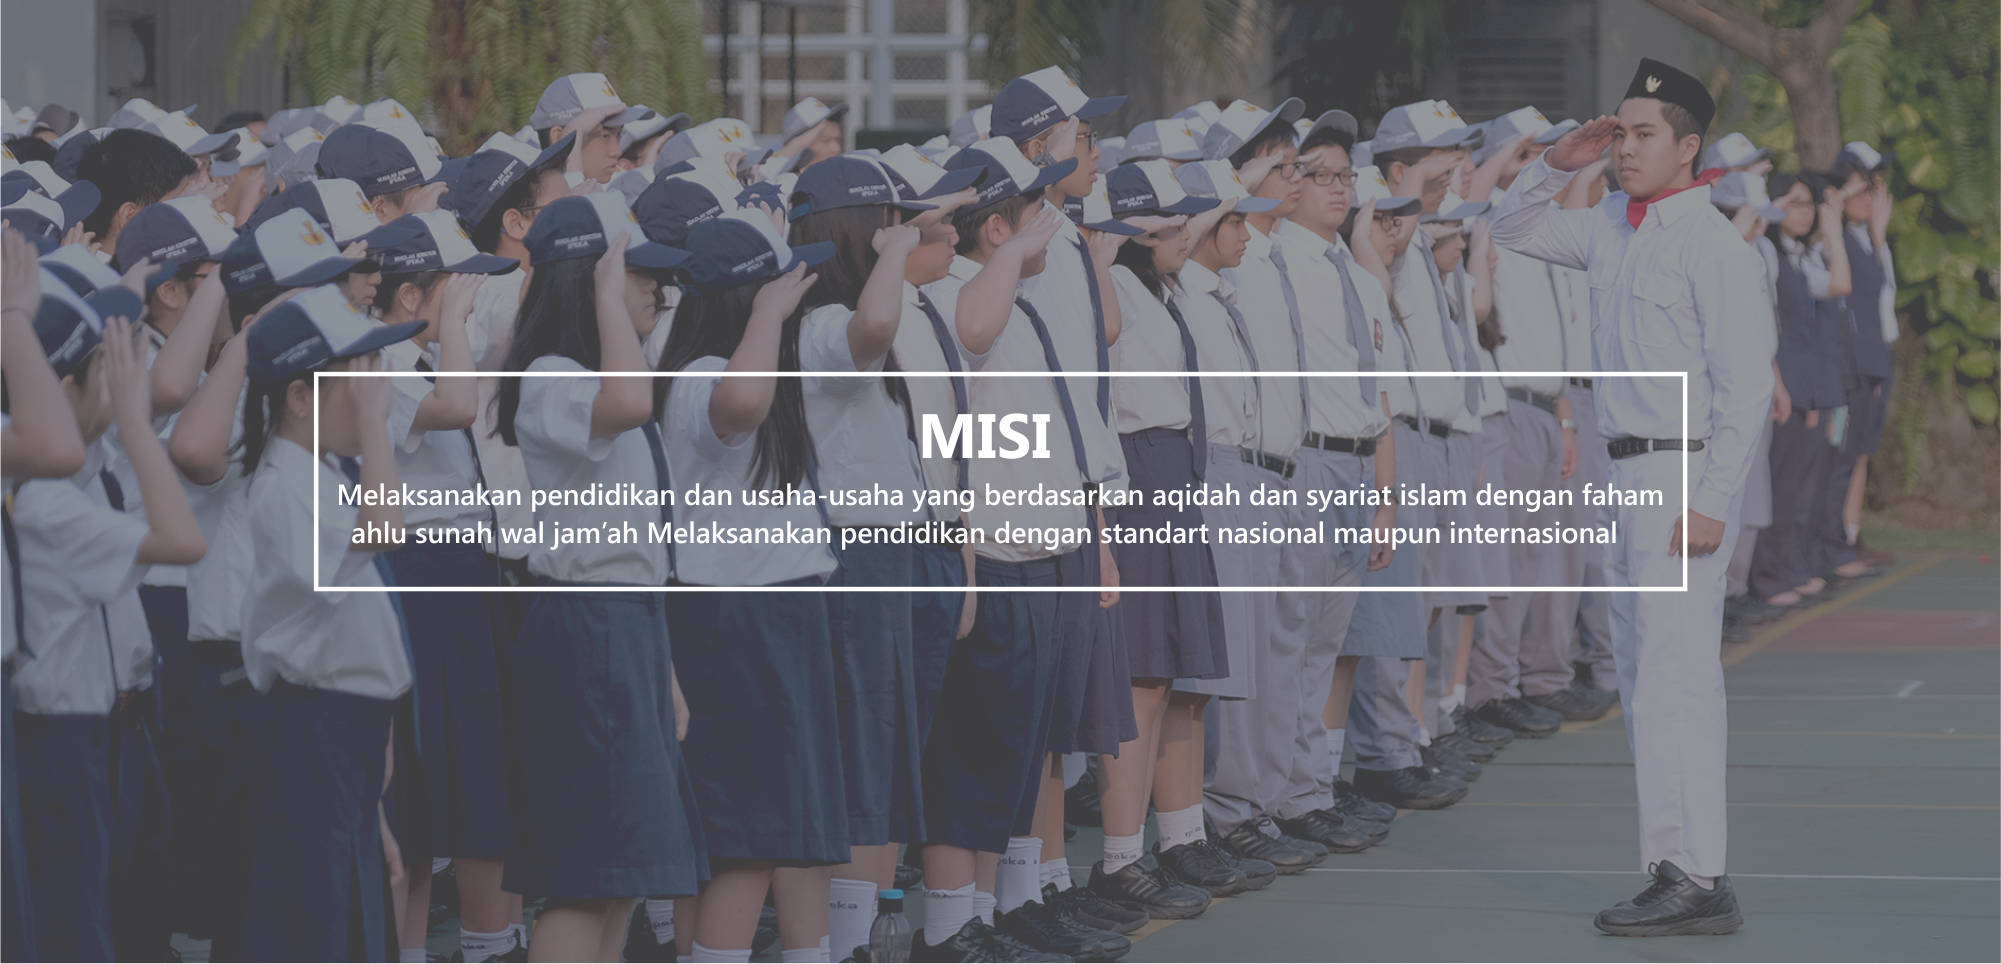 MISI
Melaksanakan pendidikan dan usaha-usaha yang berdasarkan aqidah dan syariat islam dengan faham
ahlu sunah wal jam’ah Melaksanakan pendidikan dengan standart nasional maupun internasional